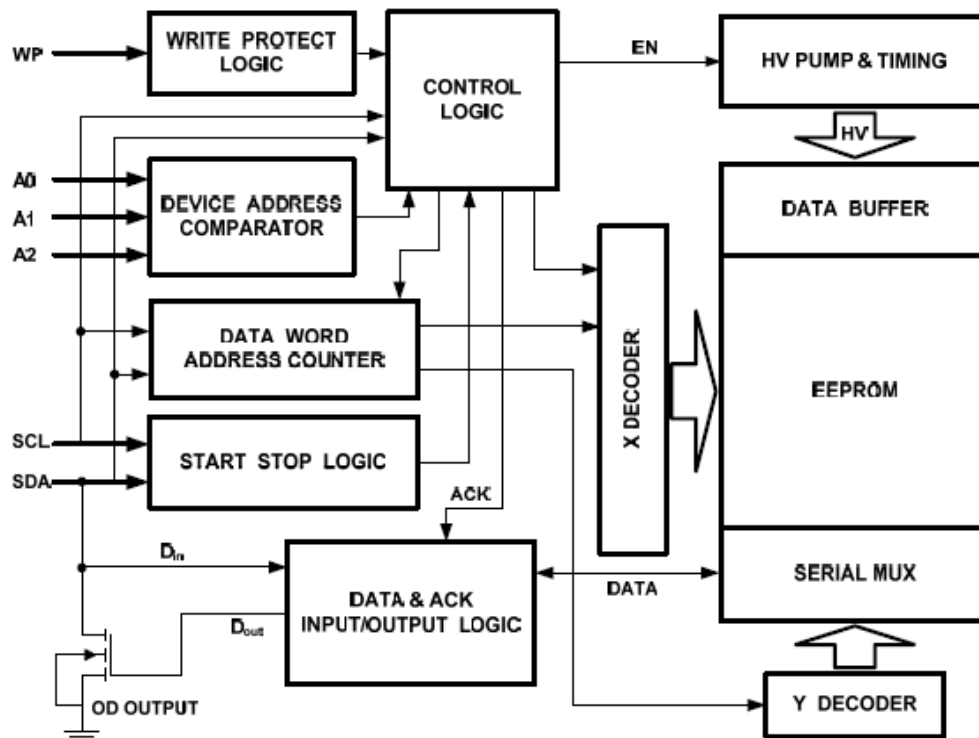 WP
WRITE PROTECT
LOGIC
CONTROL
LOGIC
EN
HV PUMP & TIMING
HV
A0
A1
A2
DEVICE ADDRESS
COMPARATOR
DATA BUFFER
DATA WORD
ADDRESS COUNTER
X DECODER
EEPROM
SCL
SDA
START STOP LOGIC
ACK
Din
DATA & ACK
INPUT/OUTPUT LOGIC
DATA
SERIAL MUX
Dout
OD OUTPUT
Y DECODER